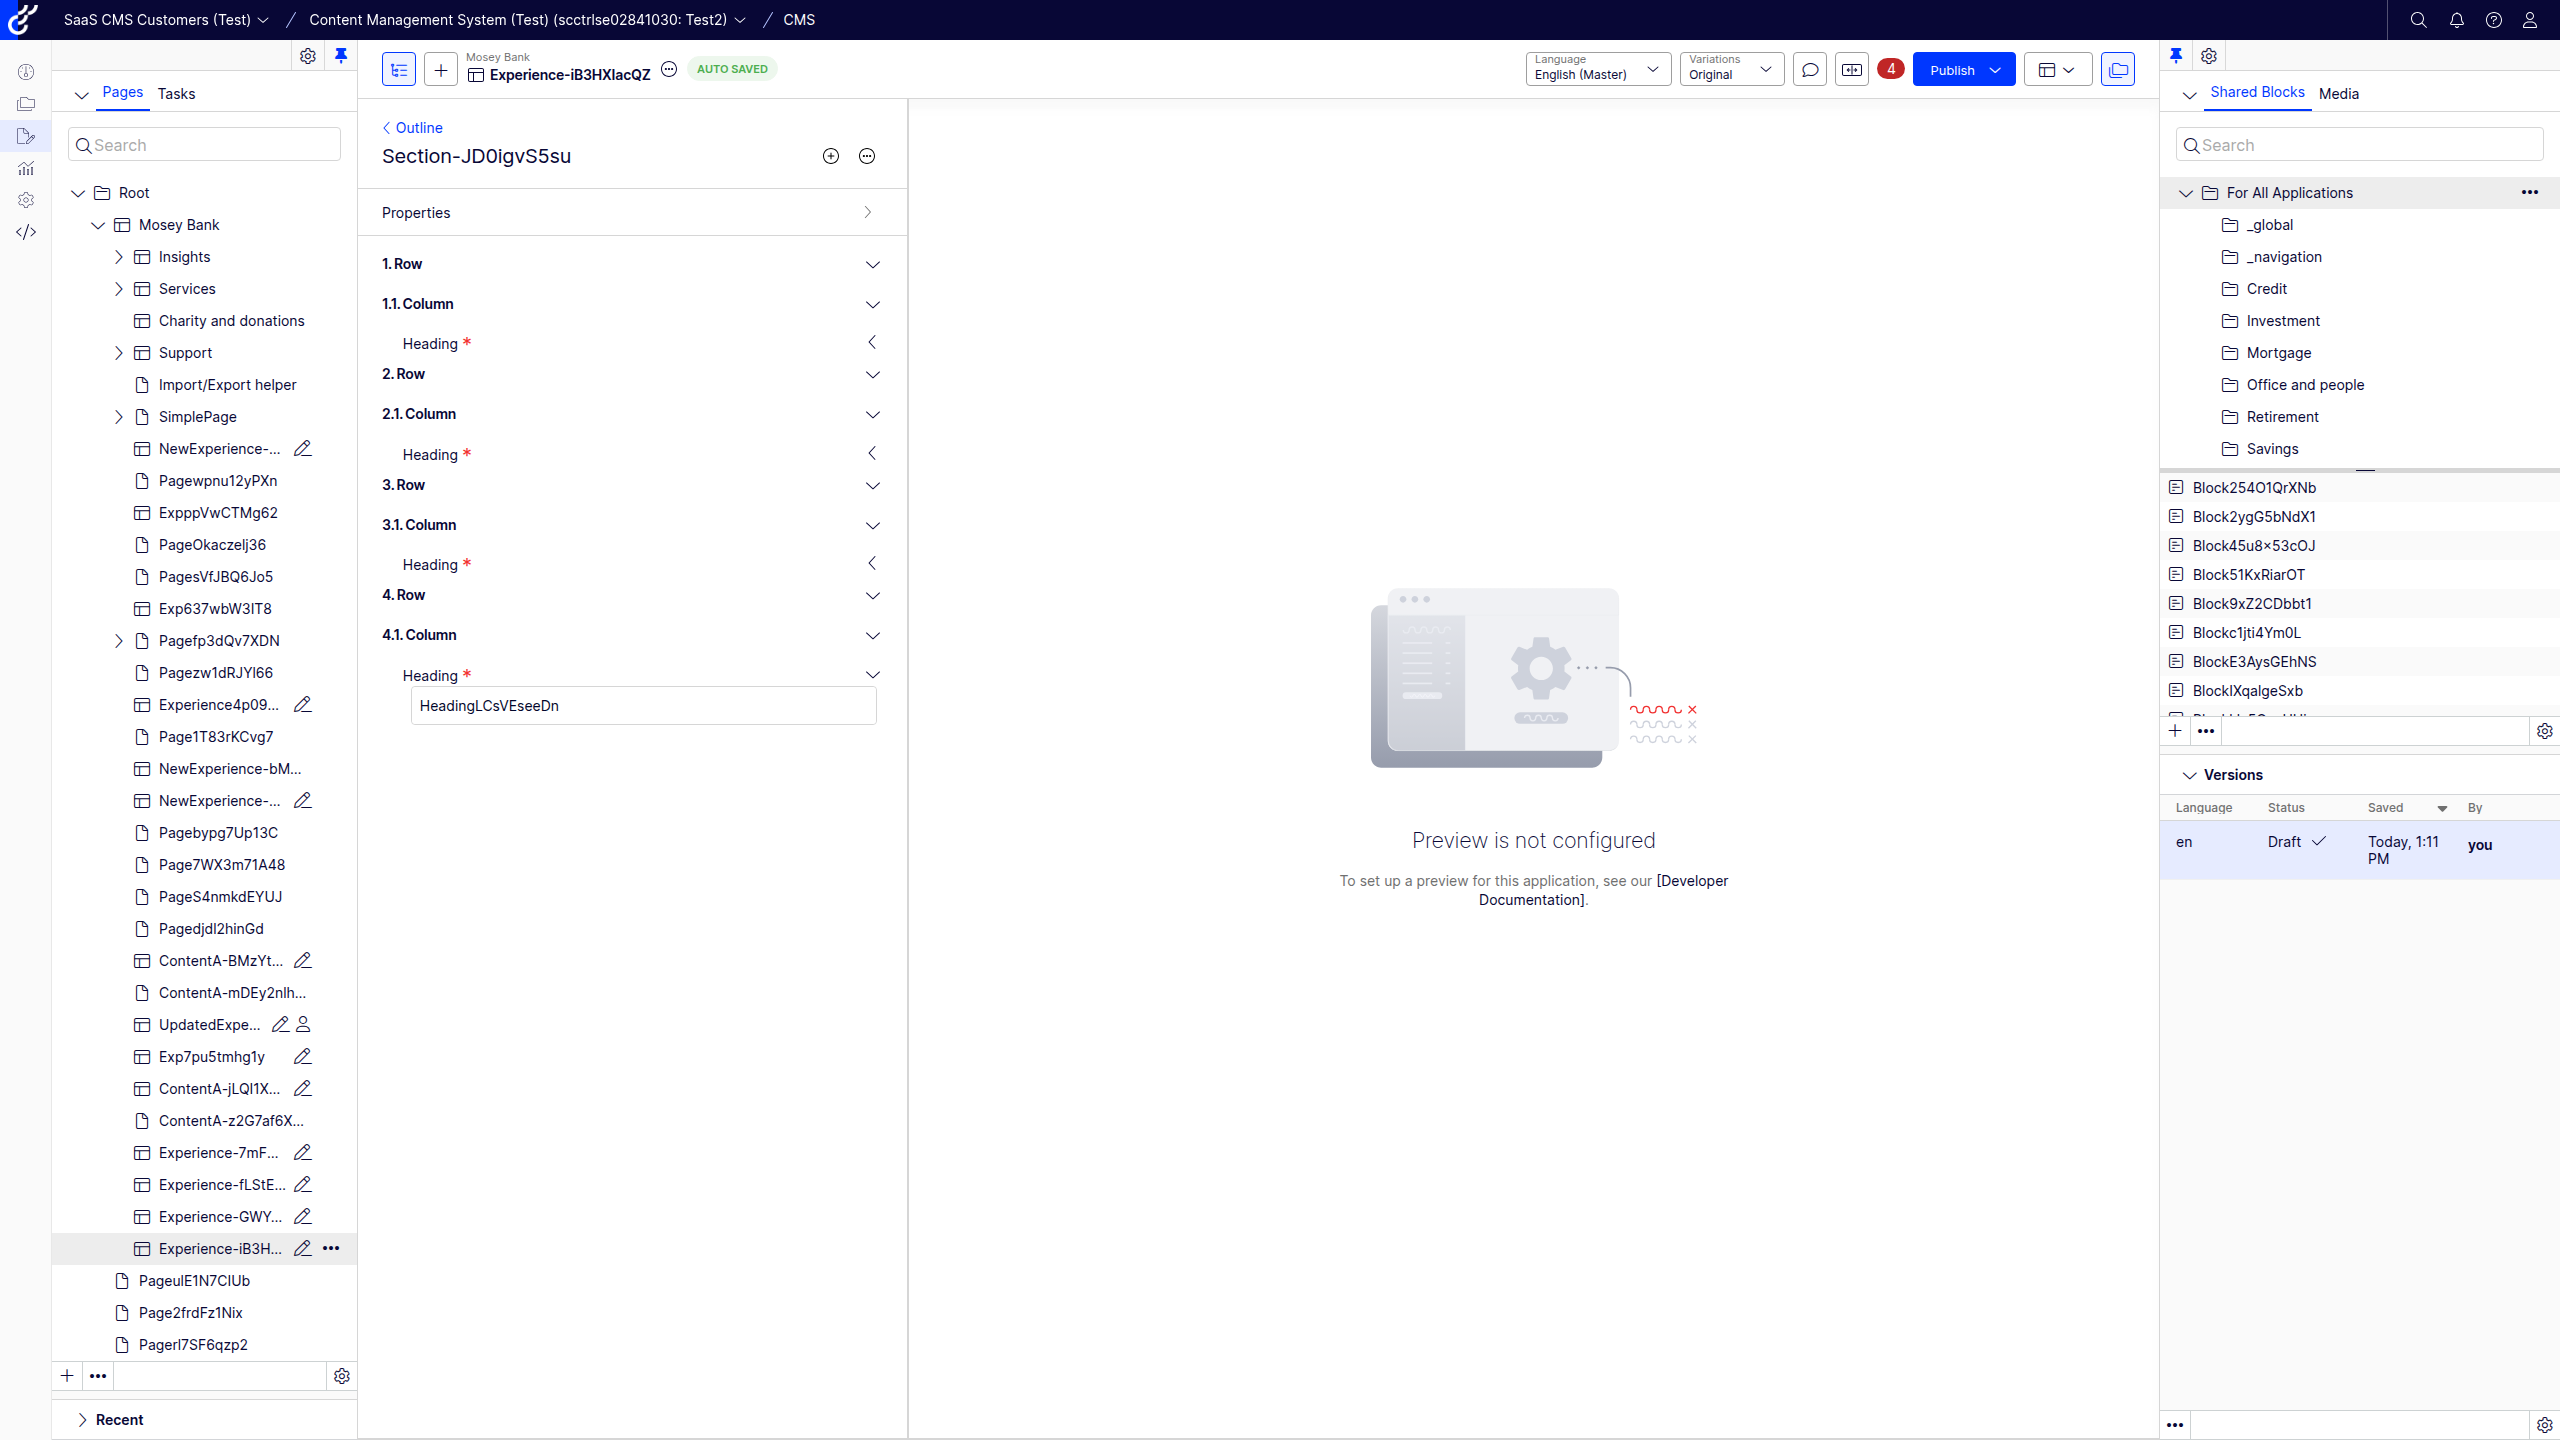 SaaS CMS Customers (Test)
Content Management System (Test) (scctrlse02841030: Test2)
CMS
Pages
Tasks
Search
Root
Mosey Bank
Insights
Services
Charity and donations
Support
Import/Export helper
SimplePage
NewExperience-...
Pagewpnu12yPXn
ExpppVwCTMg62
PageOkaczelj36
PagesVfJBQ6Jo5
Exp637wbW3IT8
Pagefp3dQv7XDN
Pagezw1dRJYl66
Experience4p09...
Page1T83rKCvg7
NewExperience-bM...
NewExperience-...
Pagebypg7Up13C
Page7WX3m71A48
PageS4nmkdEYUJ
Pagedjdl2hinGd
ContentA-BMzYt...
ContentA-mDEy2nlh...
UpdatedExpe...
Exp7pu5tmhg1y
ContentA-jLQI1X...
ContentA-z2G7af6X...
Experience-7mF...
Experience-fLStE...
Experience-GWY...
Experience-iB3H...
PageulE1N7CIUb
Page2frdFz1Nix
Pagerl7SF6qzp2
Recent
Mosey Bank
Experience-iB3HXlacQZ
AUTO SAVED
Language
English (Master)
Variations
Original
4
Publish
Outline
Section-JD0igvS5su
Properties
1. Row
1.1. Column
Heading *
2. Row
2.1. Column
Heading *
3. Row
3.1. Column
Heading *
4. Row
4.1. Column
Heading *
HeadingLCsVEseeDn
Preview is not configured
To set up a preview for this application, see our [Developer
Documentation].
Shared Blocks
Media
Search
For All Applications
_global
_navigation
Credit
Investment
Mortgage
Office and people
Retirement
Savings
Block254O1QrXNb
Block2ygG5bNdX1
Block45u8x53cOJ
Block51KxRiarOT
Block9xZ2CDbbt1
Blockc1jti4Ym0L
BlockE3AysGEhNS
BlocklXqalgeSxb
Versions
Language
Status
Saved
By
en
Draft
Today, 1:11
PM
you